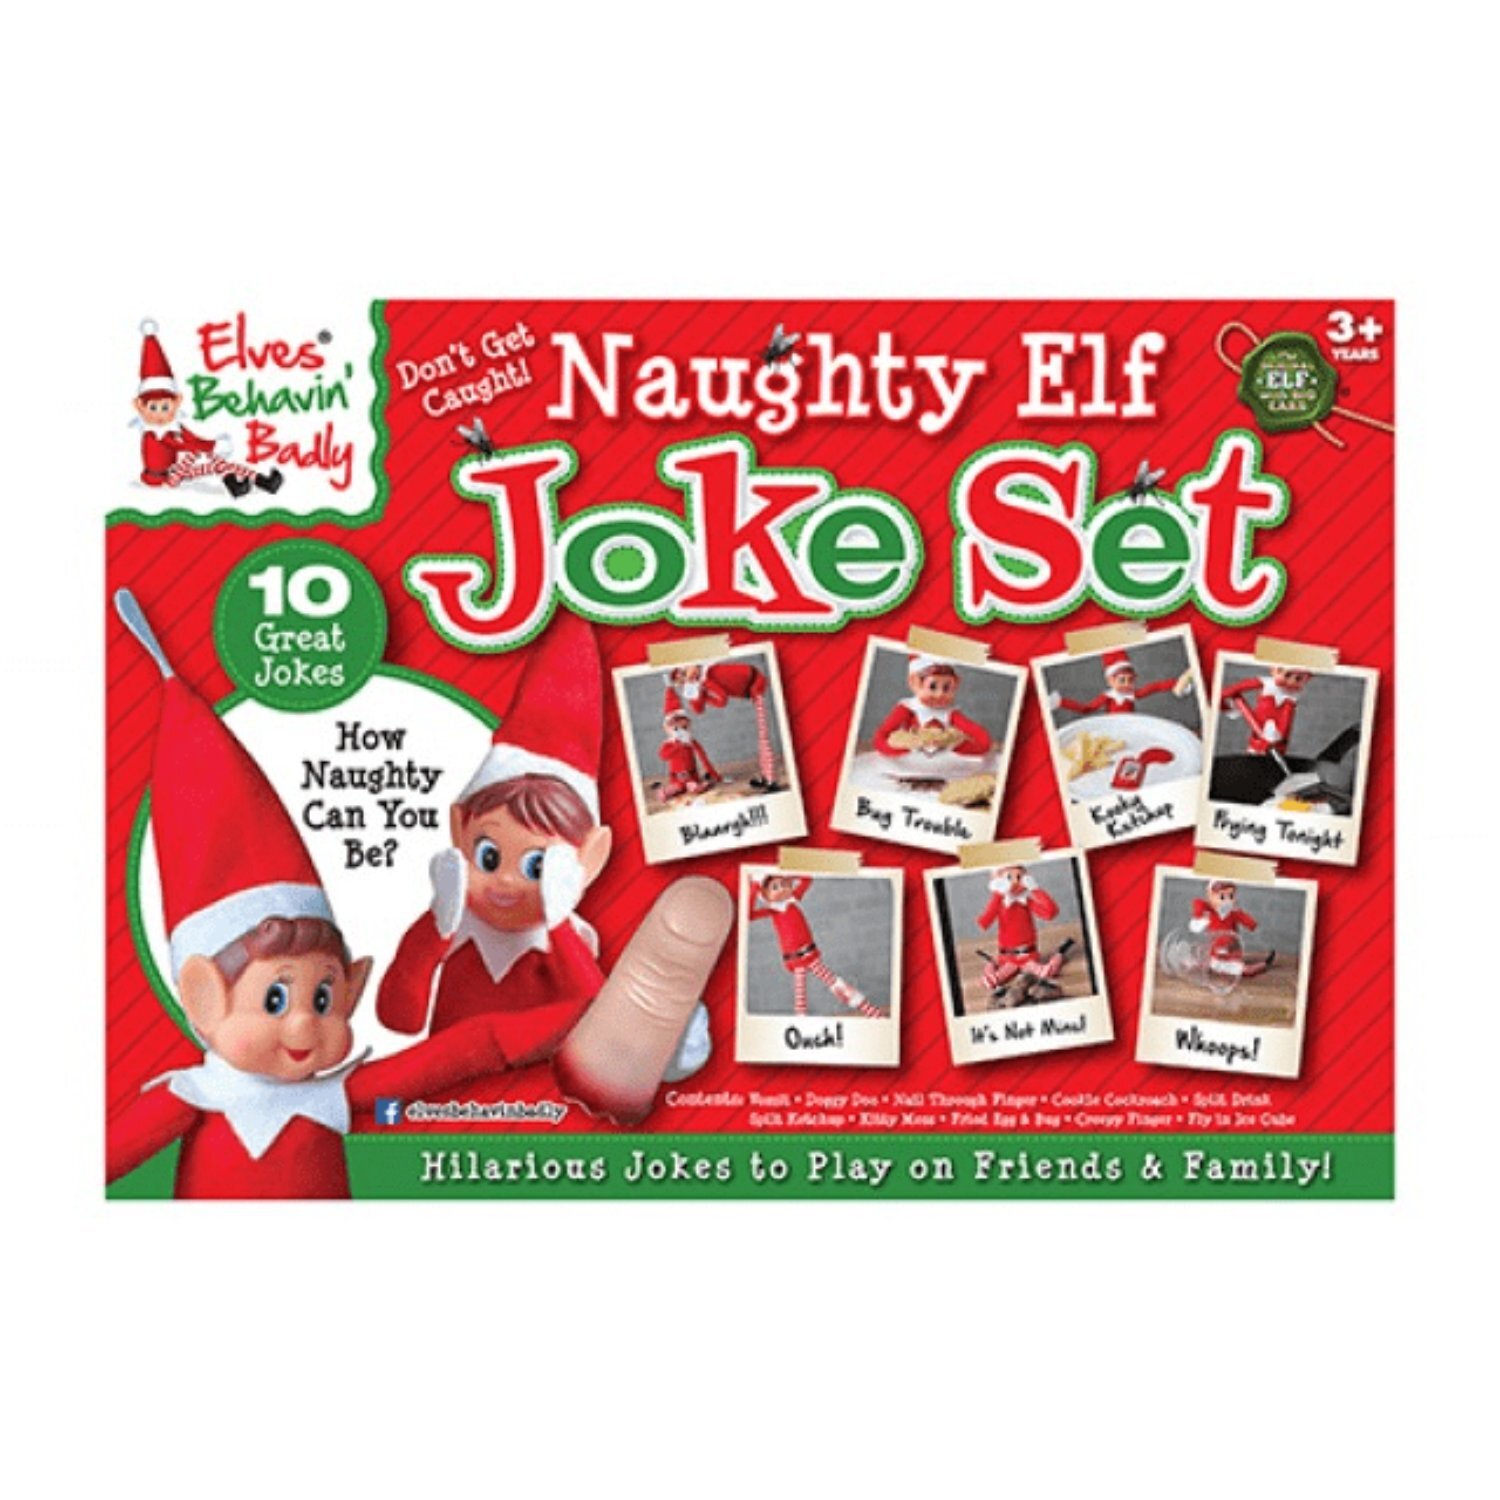 Elves®
Behavin'
Badly
Don't Get
Caught!
Naughty Elf
Joke Set
3+
YEARS
ELF
10
Great
Jokes
How
Naughty
Can You
Be?
Blaaargh!!!
Bug Trouble
Kooky
Ketchup
Frying Tonight
Ouch!
It's Not Mine!
Whoops!
Contents: Vomit • Doggy Doo • Nail Through Finger • Cookie Cockroach • Spilt Drink
Spilt Ketchup • Kitty Mess • Fried Egg & Bug • Creepy Finger • Fly in Ice Cube
f elvesbehavinbadly
Hilarious Jokes to Play on Friends & Family!